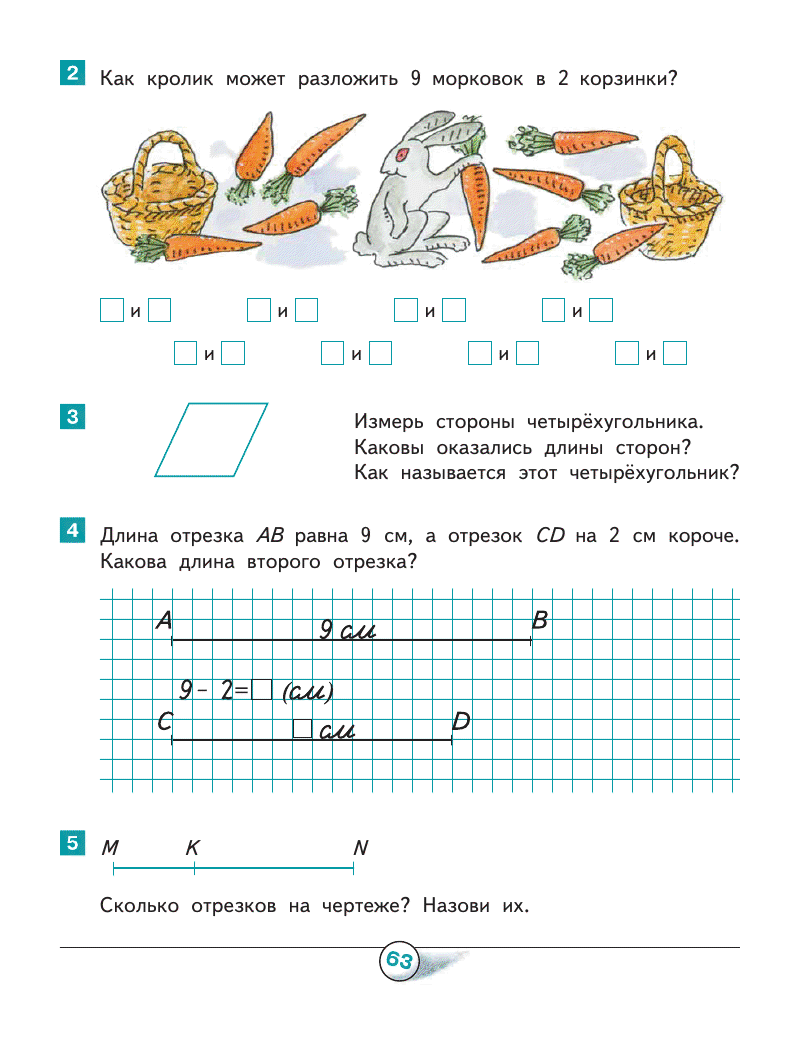 2 Как кролик может разложить 9 морковок в 2 корзинки?
и и и и
и и и и
3 Измерь стороны четырёхугольника.
Каковы оказались длины сторон?
Как называется этот четырёхугольник?
4 Длина отрезка AB равна 9 см, а отрезок CD на 2 см короче.
Какова длина второго отрезка?
A 9 см B
9 - 2 = (см)
C см D
5 M K N
Сколько отрезков на чертеже? Назови их.
63